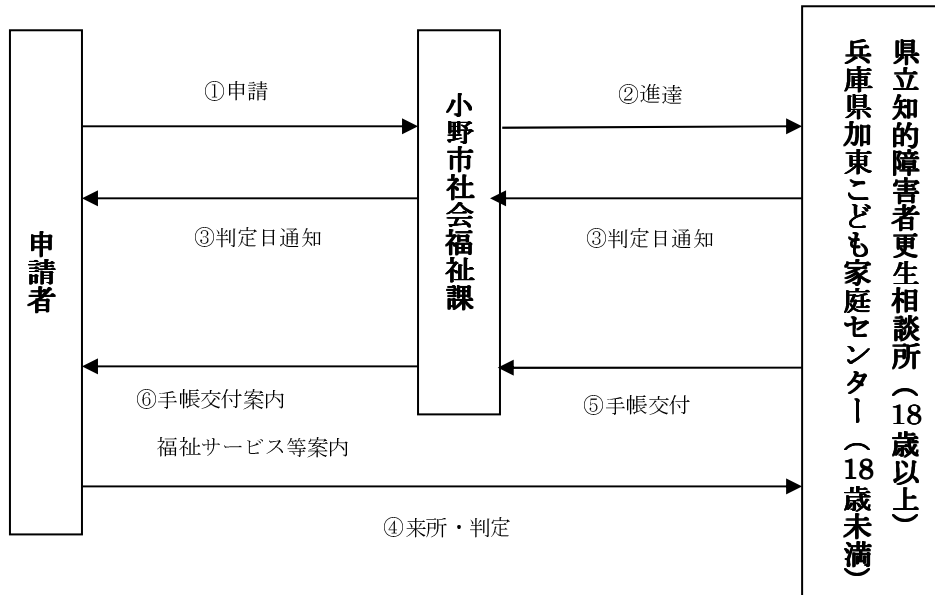 県立知的障害者更生相談所（18歳以上）
兵庫県加東こども家庭センター（18歳未満）
小野市社会福祉課
申請者
①申請
②進達
③判定日通知
③判定日通知
⑥手帳交付案内
福祉サービス等案内
⑤手帳交付
④来所・判定